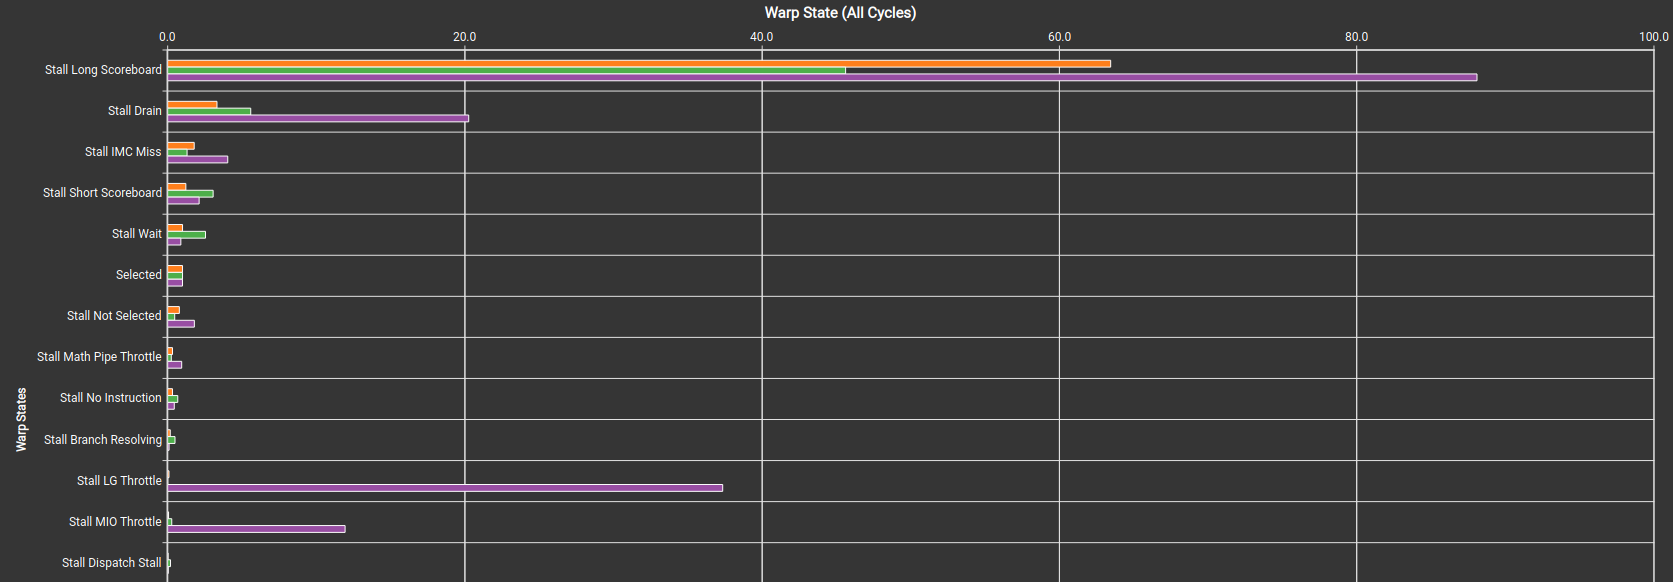 Warp State (All Cycles)
0.0 20.0 40.0 60.0 80.0 100.0
Stall Long Scoreboard
Stall Drain
Stall IMC Miss
Stall Short Scoreboard
Stall Wait
Selected
Stall Not Selected
Stall Math Pipe Throttle
Stall No Instruction
Stall Branch Resolving
Stall LG Throttle
Stall MIO Throttle
Stall Dispatch Stall
Warp States